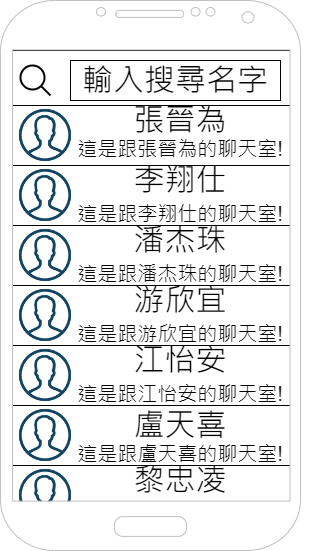 輸入搜尋名字
張晉為
這是跟張晉為的聊天室!
李翔仕
這是跟李翔仕的聊天室!
潘杰珠
這是跟潘杰珠的聊天室!
游欣宜
這是跟游欣宜的聊天室!
江怡安
這是跟江怡安的聊天室!
盧天喜
這是跟盧天喜的聊天室!
黎忠凌